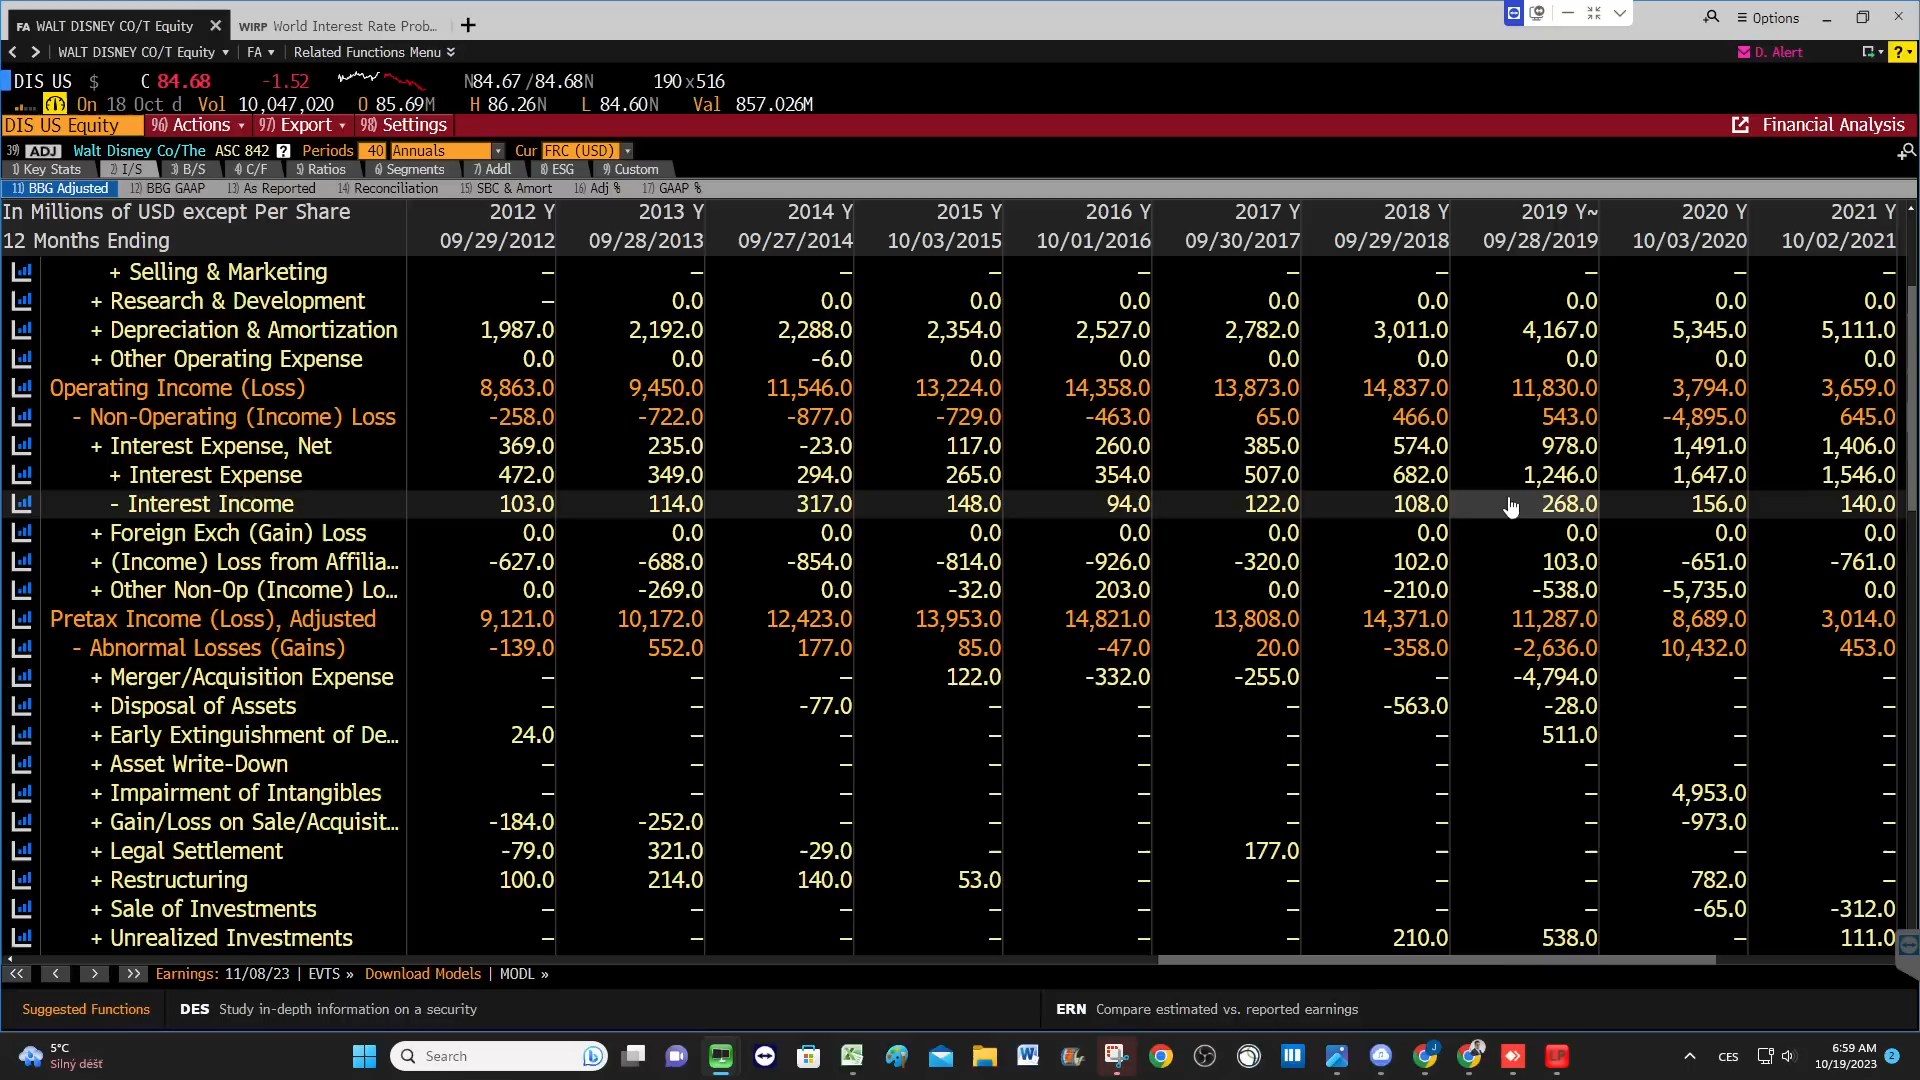 FA WALT DISNEY CO/T Equity ✕ WIRP World Interest Rate Prob... + Options
< > WALT DISNEY CO/T Equity ▾ FA ▾ Related Functions Menu D. Alert ?
DIS US $ C 84.68 -1.52 N84.67/84.68N 190x516
On 18 Oct d Vol 10,047,020 O 85.69M H 86.26N L 84.60N Val 857.026M
DIS US Equity 96) Actions 97) Export 98) Settings Financial Analysis
39) ADJ Walt Disney Co/The ASC 842 ? Periods 40 Annuals Cur FRC (USD)
1) Key Stats 2) I/S 3) B/S 4) C/F 5) Ratios 6) Segments 7) Addl 8) ESG 9) Custom
11) BBG Adjusted 12) BBG GAAP 13) As Reported 14) Reconciliation 15) SBC & Amort 16) Adj % 17) GAAP %
In Millions of USD except Per Share 2012 Y 2013 Y 2014 Y 2015 Y 2016 Y 2017 Y 2018 Y 2019 Y~ 2020 Y 2021 Y
12 Months Ending 09/29/2012 09/28/2013 09/27/2014 10/03/2015 10/01/2016 09/30/2017 09/29/2018 09/28/2019 10/03/2020 10/02/2021
+ Selling & Marketing – – – – – – – – – –
+ Research & Development – 0.0 0.0 0.0 0.0 0.0 0.0 0.0 0.0 0.0
+ Depreciation & Amortization 1,987.0 2,192.0 2,288.0 2,354.0 2,527.0 2,782.0 3,011.0 4,167.0 5,345.0 5,111.0
+ Other Operating Expense 0.0 0.0 -6.0 0.0 0.0 0.0 0.0 0.0 0.0 0.0
Operating Income (Loss) 8,863.0 9,450.0 11,546.0 13,224.0 14,358.0 13,873.0 14,837.0 11,830.0 3,794.0 3,659.0
- Non-Operating (Income) Loss -258.0 -722.0 -877.0 -729.0 -463.0 65.0 466.0 543.0 -4,895.0 645.0
+ Interest Expense, Net 369.0 235.0 -23.0 117.0 260.0 385.0 574.0 978.0 1,491.0 1,406.0
+ Interest Expense 472.0 349.0 294.0 265.0 354.0 507.0 682.0 1,246.0 1,647.0 1,546.0
- Interest Income 103.0 114.0 317.0 148.0 94.0 122.0 108.0 268.0 156.0 140.0
+ Foreign Exch (Gain) Loss 0.0 0.0 0.0 0.0 0.0 0.0 0.0 0.0 0.0 0.0
+ (Income) Loss from Affilia... -627.0 -688.0 -854.0 -814.0 -926.0 -320.0 102.0 103.0 -651.0 -761.0
+ Other Non-Op (Income) Lo... 0.0 -269.0 0.0 -32.0 203.0 0.0 -210.0 -538.0 -5,735.0 0.0
Pretax Income (Loss), Adjusted 9,121.0 10,172.0 12,423.0 13,953.0 14,821.0 13,808.0 14,371.0 11,287.0 8,689.0 3,014.0
- Abnormal Losses (Gains) -139.0 552.0 177.0 85.0 -47.0 20.0 -358.0 -2,636.0 10,432.0 453.0
+ Merger/Acquisition Expense – – – 122.0 -332.0 -255.0 – -4,794.0 – –
+ Disposal of Assets – – -77.0 – – – -563.0 -28.0 – –
+ Early Extinguishment of De... 24.0 – – – – – – 511.0 – –
+ Asset Write-Down – – – – – – – – – –
+ Impairment of Intangibles – – – – – – – – 4,953.0 –
+ Gain/Loss on Sale/Acquisit... -184.0 -252.0 – – – – – – -973.0 –
+ Legal Settlement -79.0 321.0 -29.0 – – 177.0 – – – –
+ Restructuring 100.0 214.0 140.0 53.0 – – – – 782.0 –
+ Sale of Investments – – – – – – – – -65.0 -312.0
+ Unrealized Investments – – – – – – 210.0 538.0 – 111.0
<< < > >> Earnings: 11/08/23 | EVTS » Download Models | MODL »
Suggested Functions DES Study in-depth information on a security ERN Compare estimated vs. reported earnings
5°C
Silný déšť
Search
CES
6:59 AM
10/19/2023
2